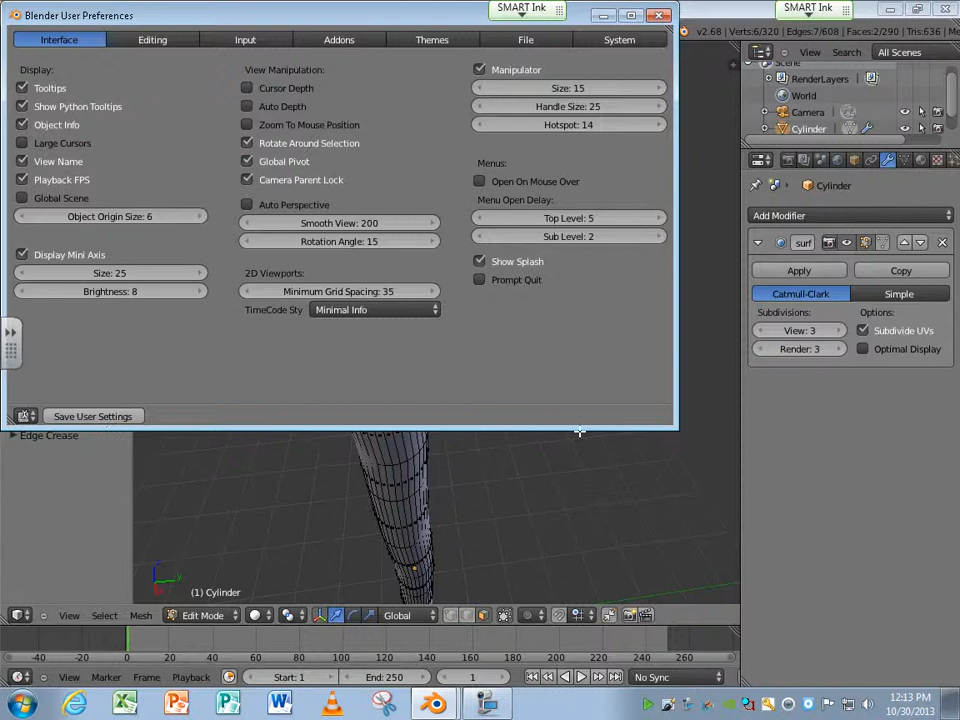 Blender User Preferences
SMART Ink
SMART Ink
Interface Editing Input Addons Themes File System
v2.68 | Verts:6/320 | Edges:7/608 | Faces:2/290 | Tris:636
View Search All Scenes
Scene
RenderLayers
World
Camera
Cylinder
Display:
Tooltips
Show Python Tooltips
Object Info
Large Cursors
View Name
Playback FPS
Global Scene
Object Origin Size: 6
Display Mini Axis
Size: 25
Brightness: 8
View Manipulation:
Cursor Depth
Auto Depth
Zoom To Mouse Position
Rotate Around Selection
Global Pivot
Camera Parent Lock
Auto Perspective
Smooth View: 200
Rotation Angle: 15
2D Viewports:
Minimum Grid Spacing: 35
TimeCode Sty Minimal Info
Manipulator
Size: 15
Handle Size: 25
Hotspot: 14
Menus:
Open On Mouse Over
Menu Open Delay:
Top Level: 5
Sub Level: 2
Show Splash
Prompt Quit
Save User Settings
Cylinder
Add Modifier
surf
Apply Copy
Catmull-Clark Simple
Subdivisions: Options:
View: 3 Subdivide UVs
Render: 3 Optimal Display
Edge Crease
y
(1) Cylinder
View Select Mesh Edit Mode Global
-40 -20 0 20 40 60 80 100 120 140 160 180 200 220 240 260 280
View Marker Frame Playback Start: 1 End: 250 1 No Sync
12:13 PM
10/30/2013